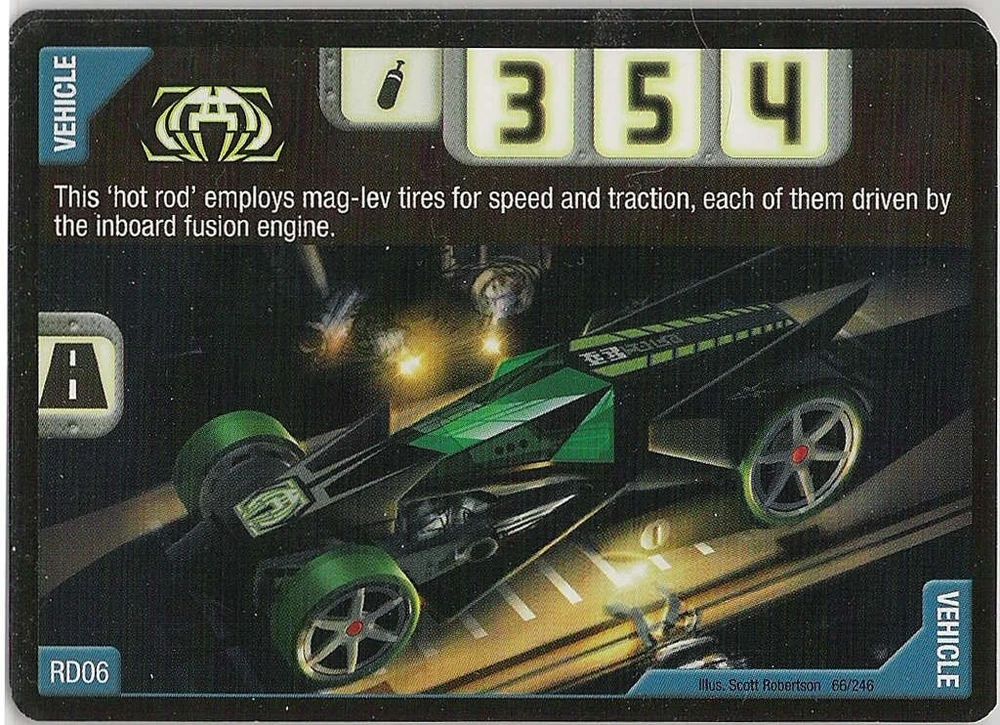 VEHICLE
3 5 4
This ‘hot rod’ employs mag-lev tires for speed and traction, each of them driven by
the inboard fusion engine.
RD06
VEHICLE
Illus. Scott Robertson 66/246